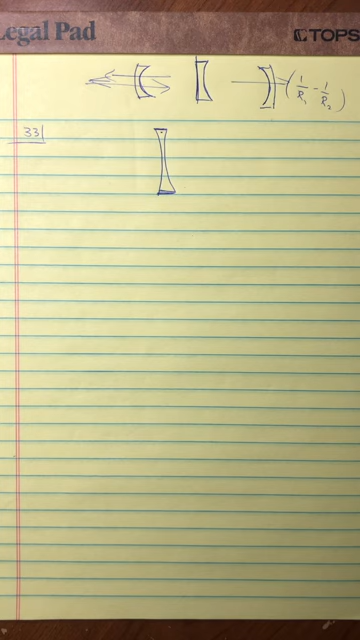 Legal Pad
TOPS
(1/R₁ - 1/R₂)
33